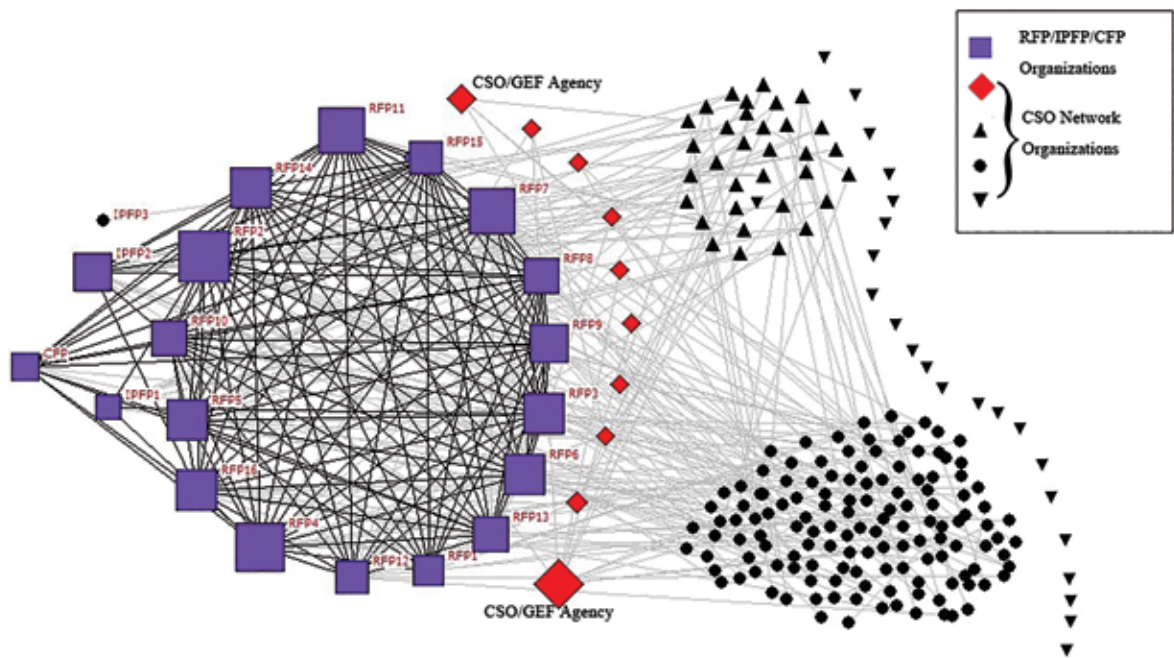 RFP/IPFP/CFP
Organizations
CSO Network
Organizations
CSO/GEF Agency
RFP11
RFP15
RFP14
RFP7
IPFP3
RFP2
IPFP2
RFP8
RFP10
RFP9
CFP
IPFP1
RFP5
RFP3
RFP6
RFP16
RFP13
RFP4
RFP12
RFP1
CSO/GEF Agency